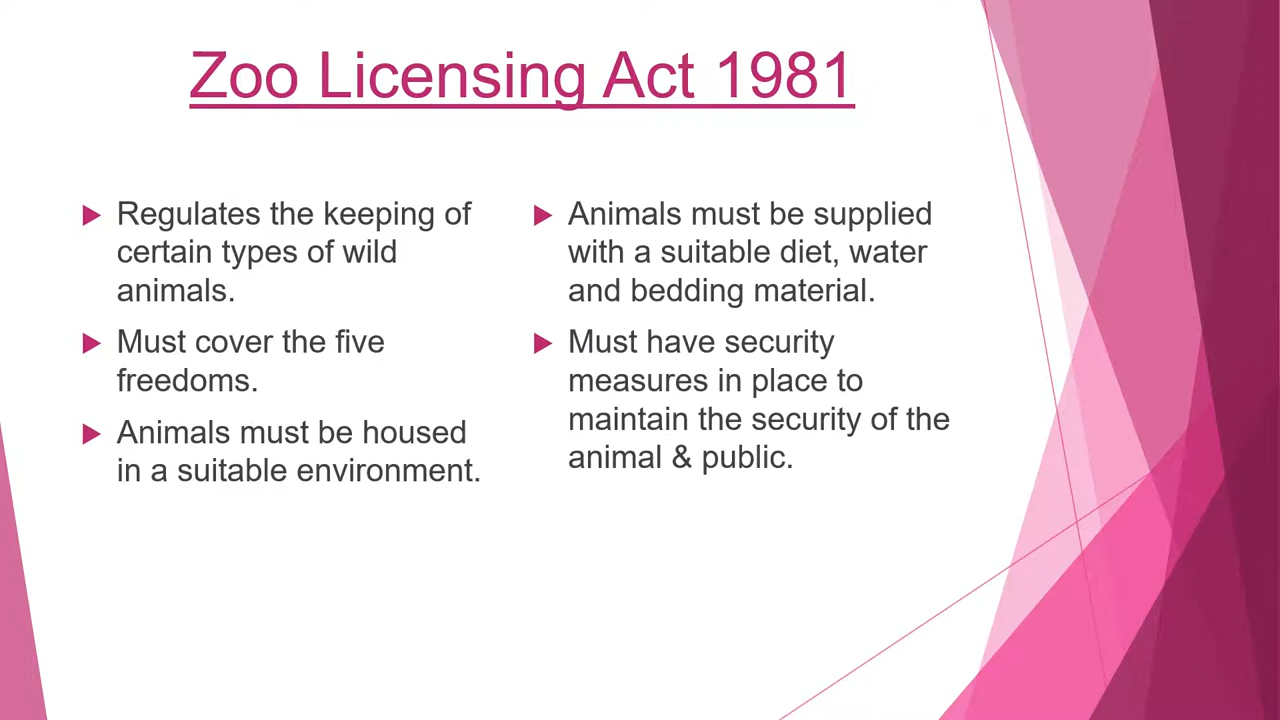 Zoo Licensing Act 1981
Regulates the keeping of
certain types of wild
animals.
Must cover the five
freedoms.
Animals must be housed
in a suitable environment.
Animals must be supplied
with a suitable diet, water
and bedding material.
Must have security
measures in place to
maintain the security of the
animal & public.